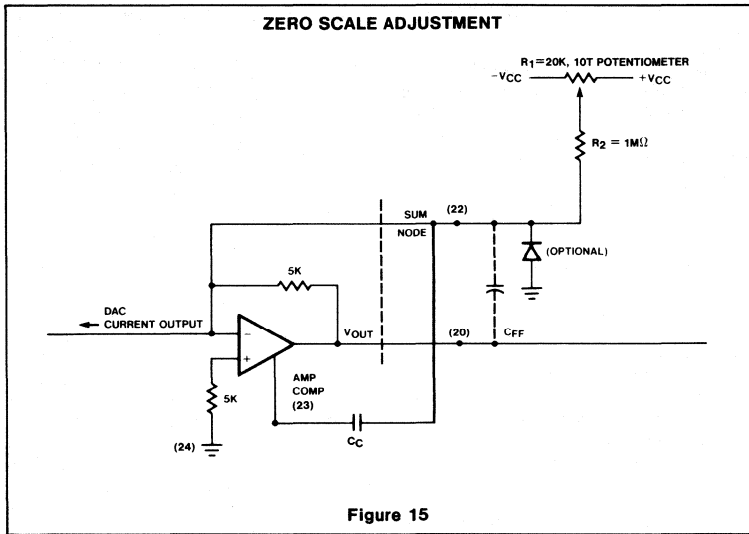 ZERO SCALE ADJUSTMENT
R1=20K, 10T POTENTIOMETER
−VCC
+VCC
R2 = 1MΩ
SUM
(22)
NODE
(OPTIONAL)
5K
DAC
CURRENT OUTPUT
−
VOUT
(20)
CFF
+
AMP
COMP
(23)
5K
(24)
CC
Figure 15